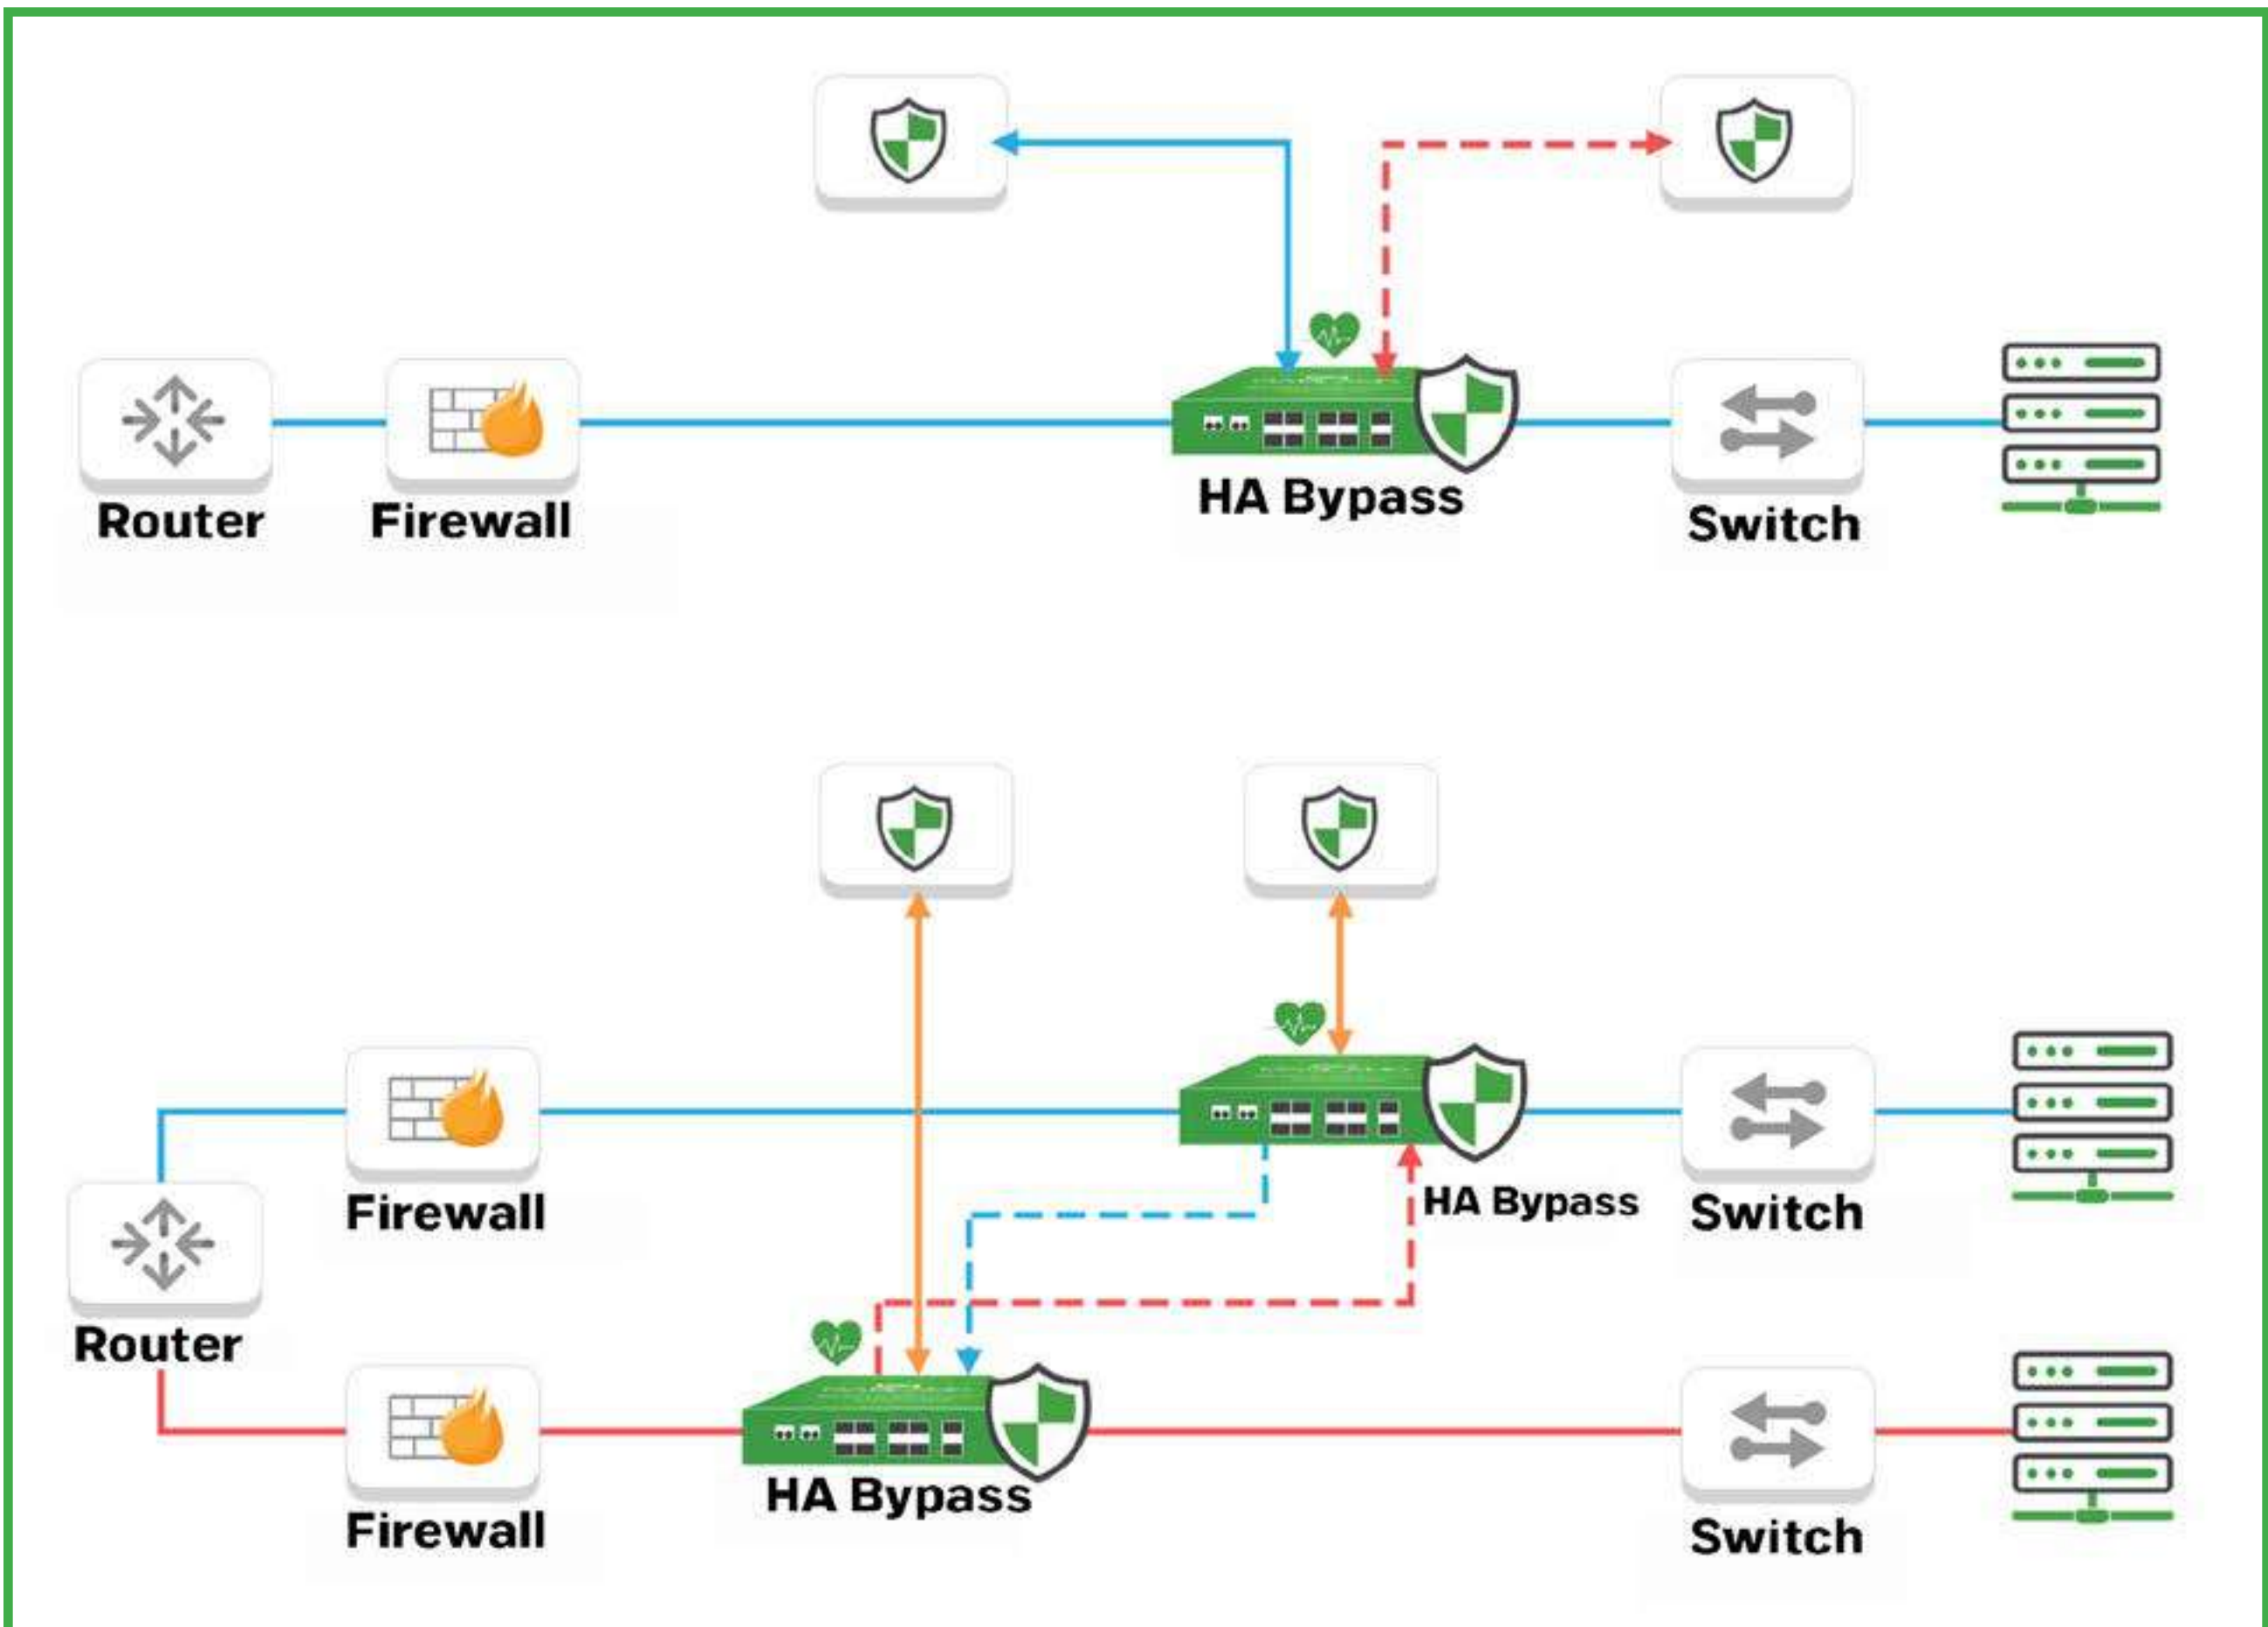 Router
Firewall
HA Bypass
Switch
Firewall
HA Bypass
Switch
Router
HA Bypass
Firewall
Switch